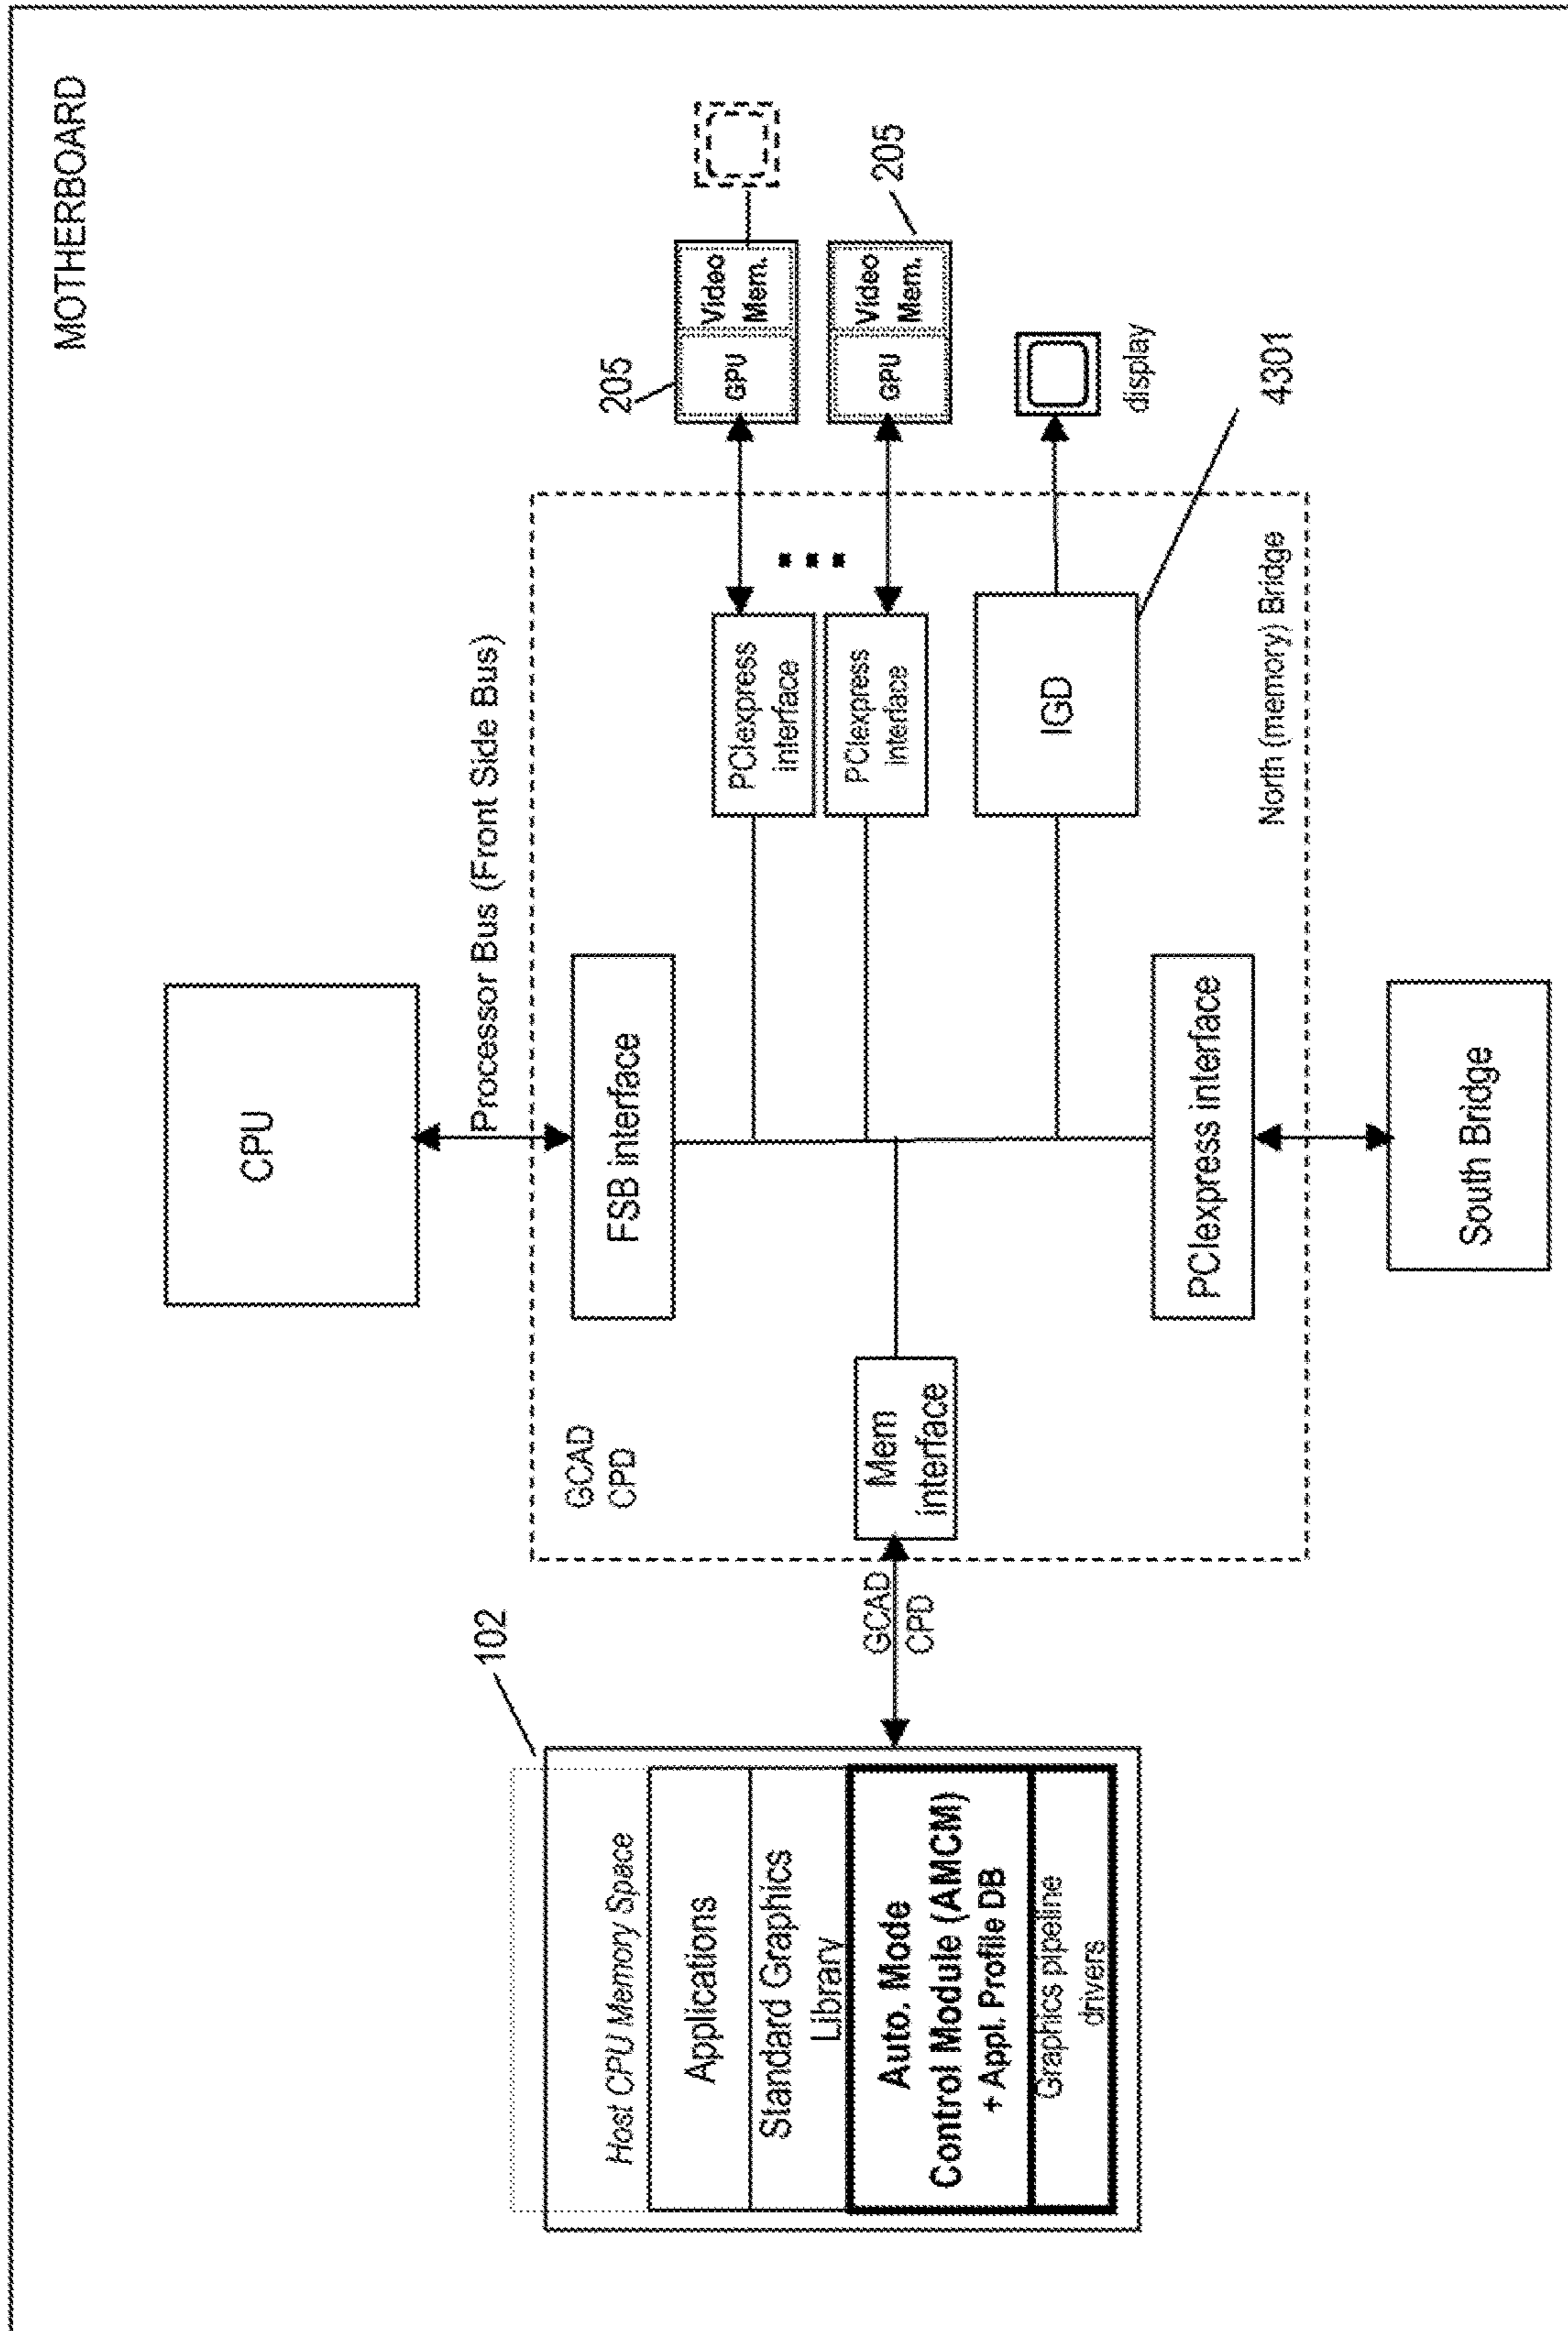 MOTHERBOARD
CPU
Processor Bus (Front Side Bus)
102
Host CPU Memory Space
Applications
Standard Graphics
Library
Auto. Mode
Control Module (AMCM)
+ Appl. Profile DB
Graphics pipeline
drivers
GCAD
CPD
GCAD
CPD
Mem
interface
FSB interface
PCIexpress
interface
PCIexpress
interface
205
GPU
Video
Mem.
205
GPU
Video
Mem.
IGD
display
4301
North (memory) Bridge
PCIexpress interface
South Bridge